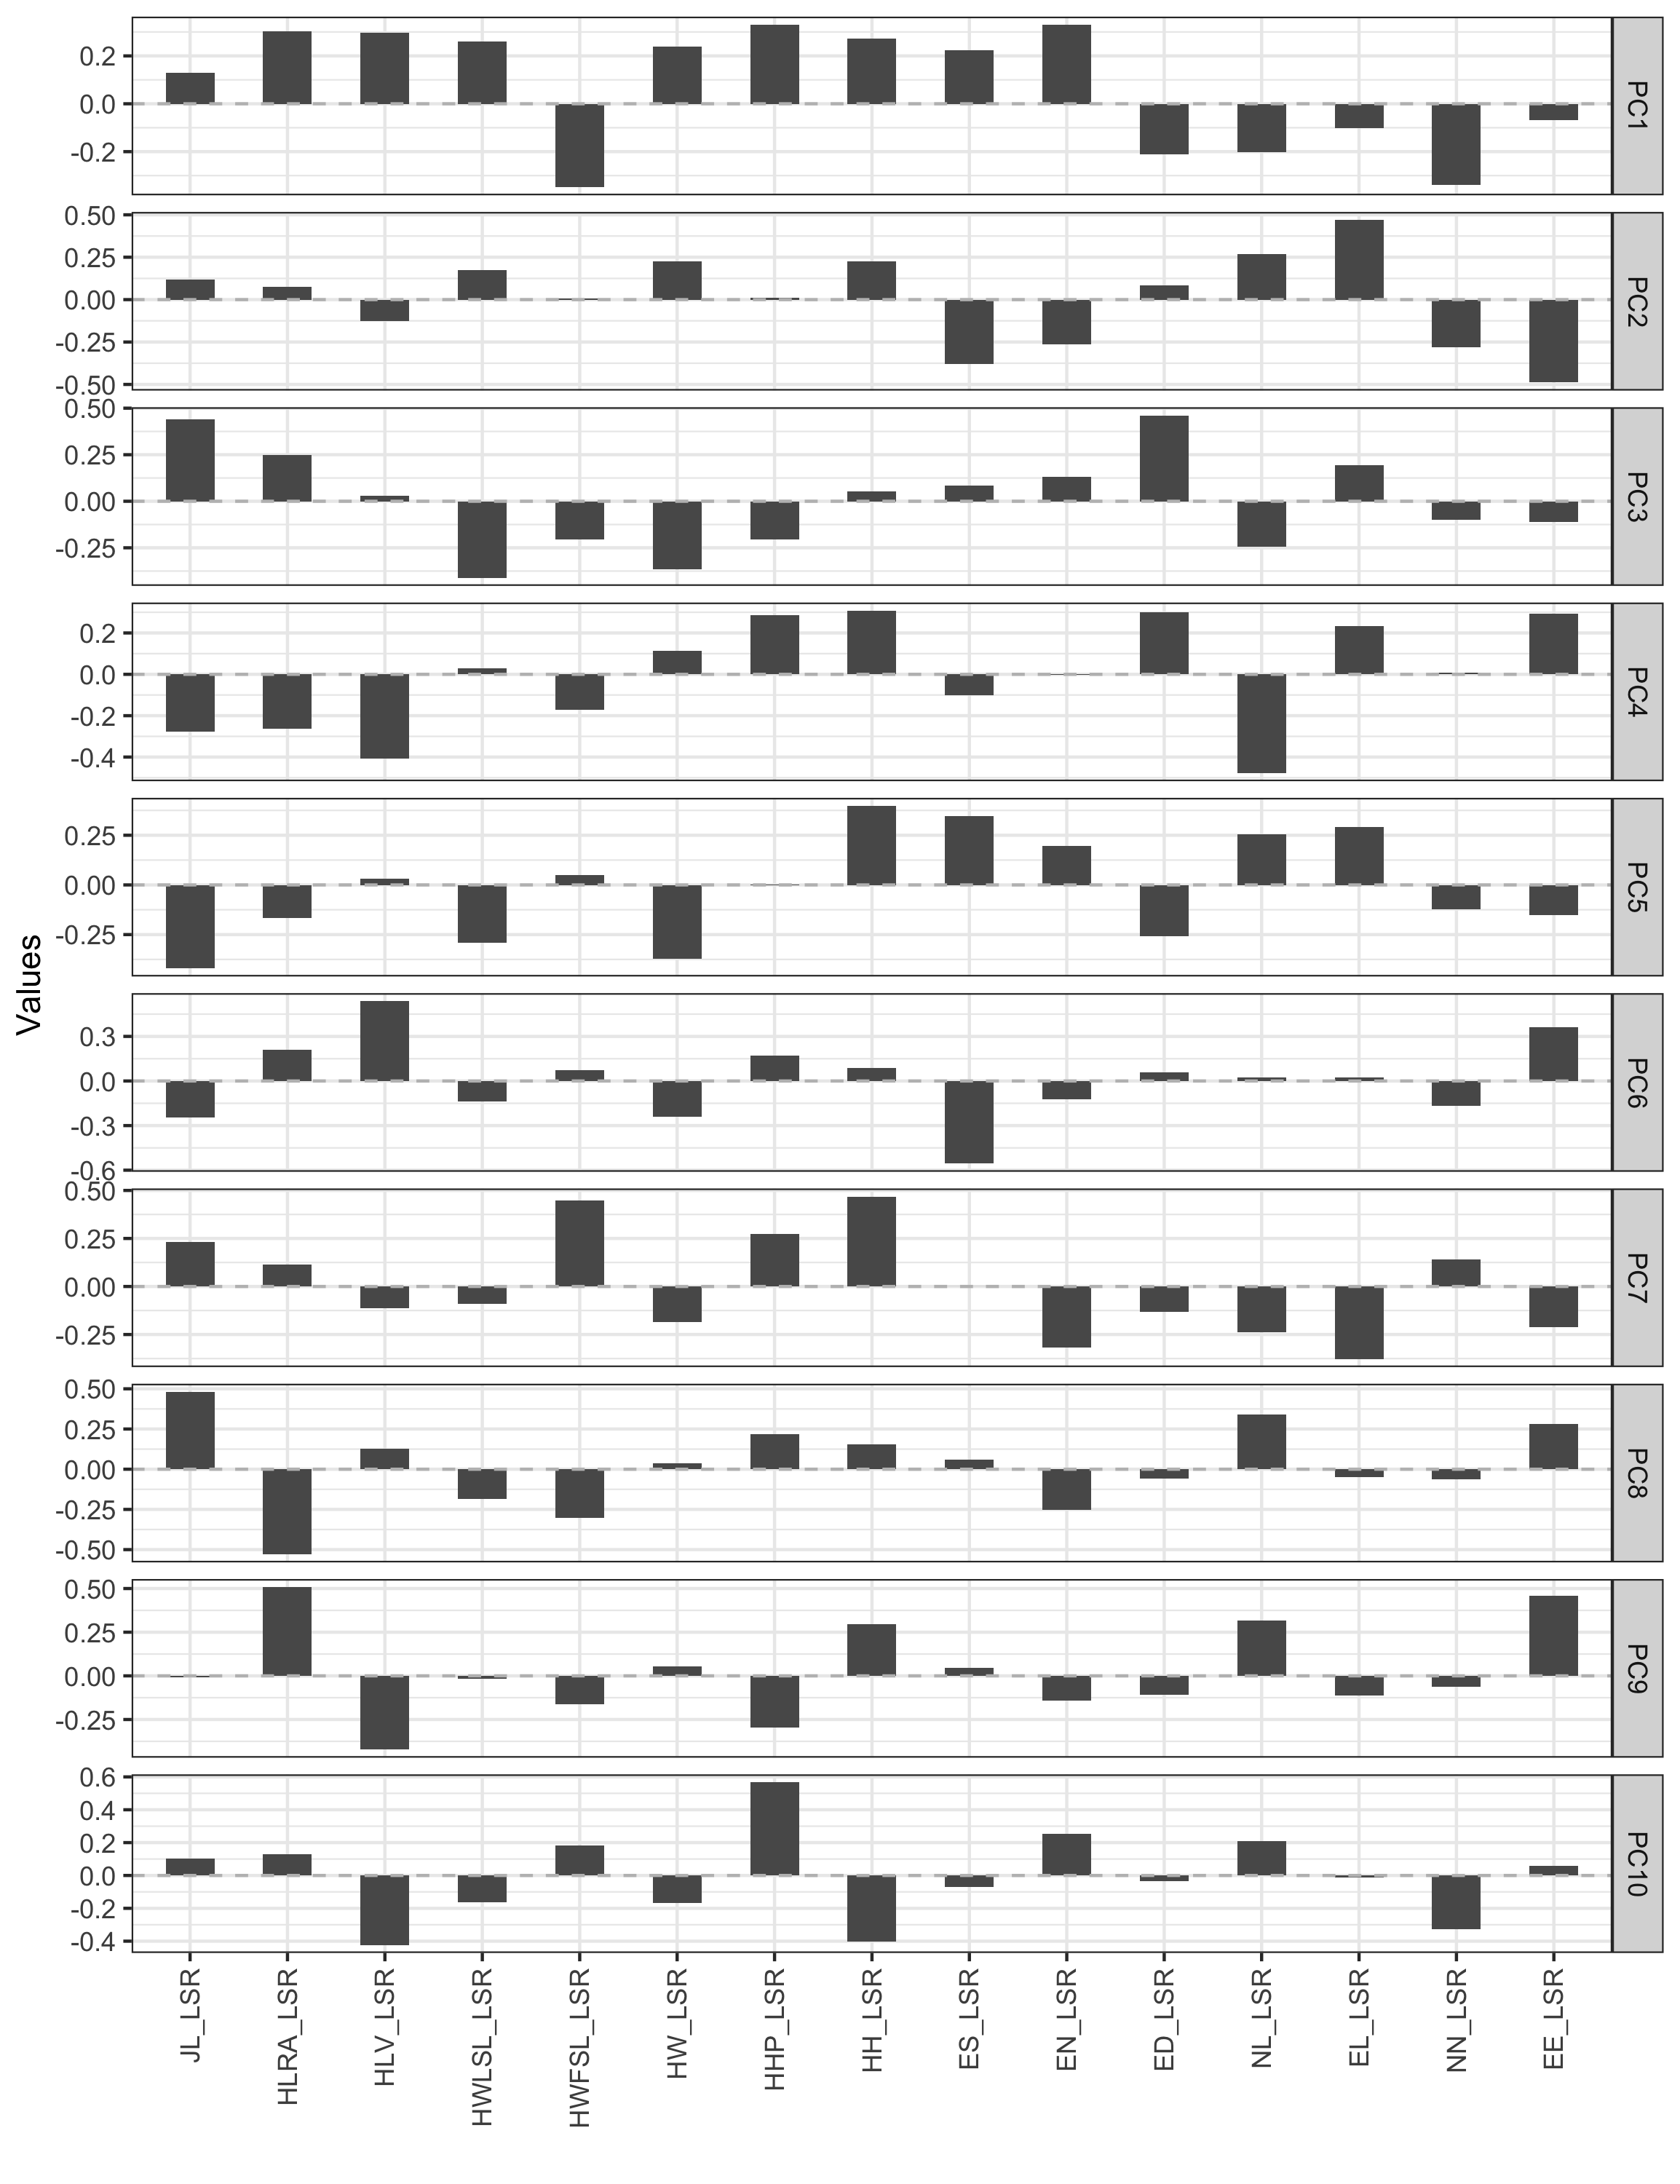 Values
0.2
0.0
-0.2
PC1
0.50
0.25
0.00
-0.25
-0.50
PC2
0.50
0.25
0.00
-0.25
PC3
0.2
0.0
-0.2
-0.4
PC4
0.25
0.00
-0.25
PC5
0.3
0.0
-0.3
-0.6
PC6
0.50
0.25
0.00
-0.25
PC7
0.50
0.25
0.00
-0.25
-0.50
PC8
0.50
0.25
0.00
-0.25
PC9
0.6
0.4
0.2
0.0
-0.2
-0.4
PC10
JL_LSR
HLRA_LSR
HLV_LSR
HWLSL_LSR
HWFSL_LSR
HW_LSR
HHP_LSR
HH_LSR
ES_LSR
EN_LSR
ED_LSR
NL_LSR
EL_LSR
NN_LSR
EE_LSR